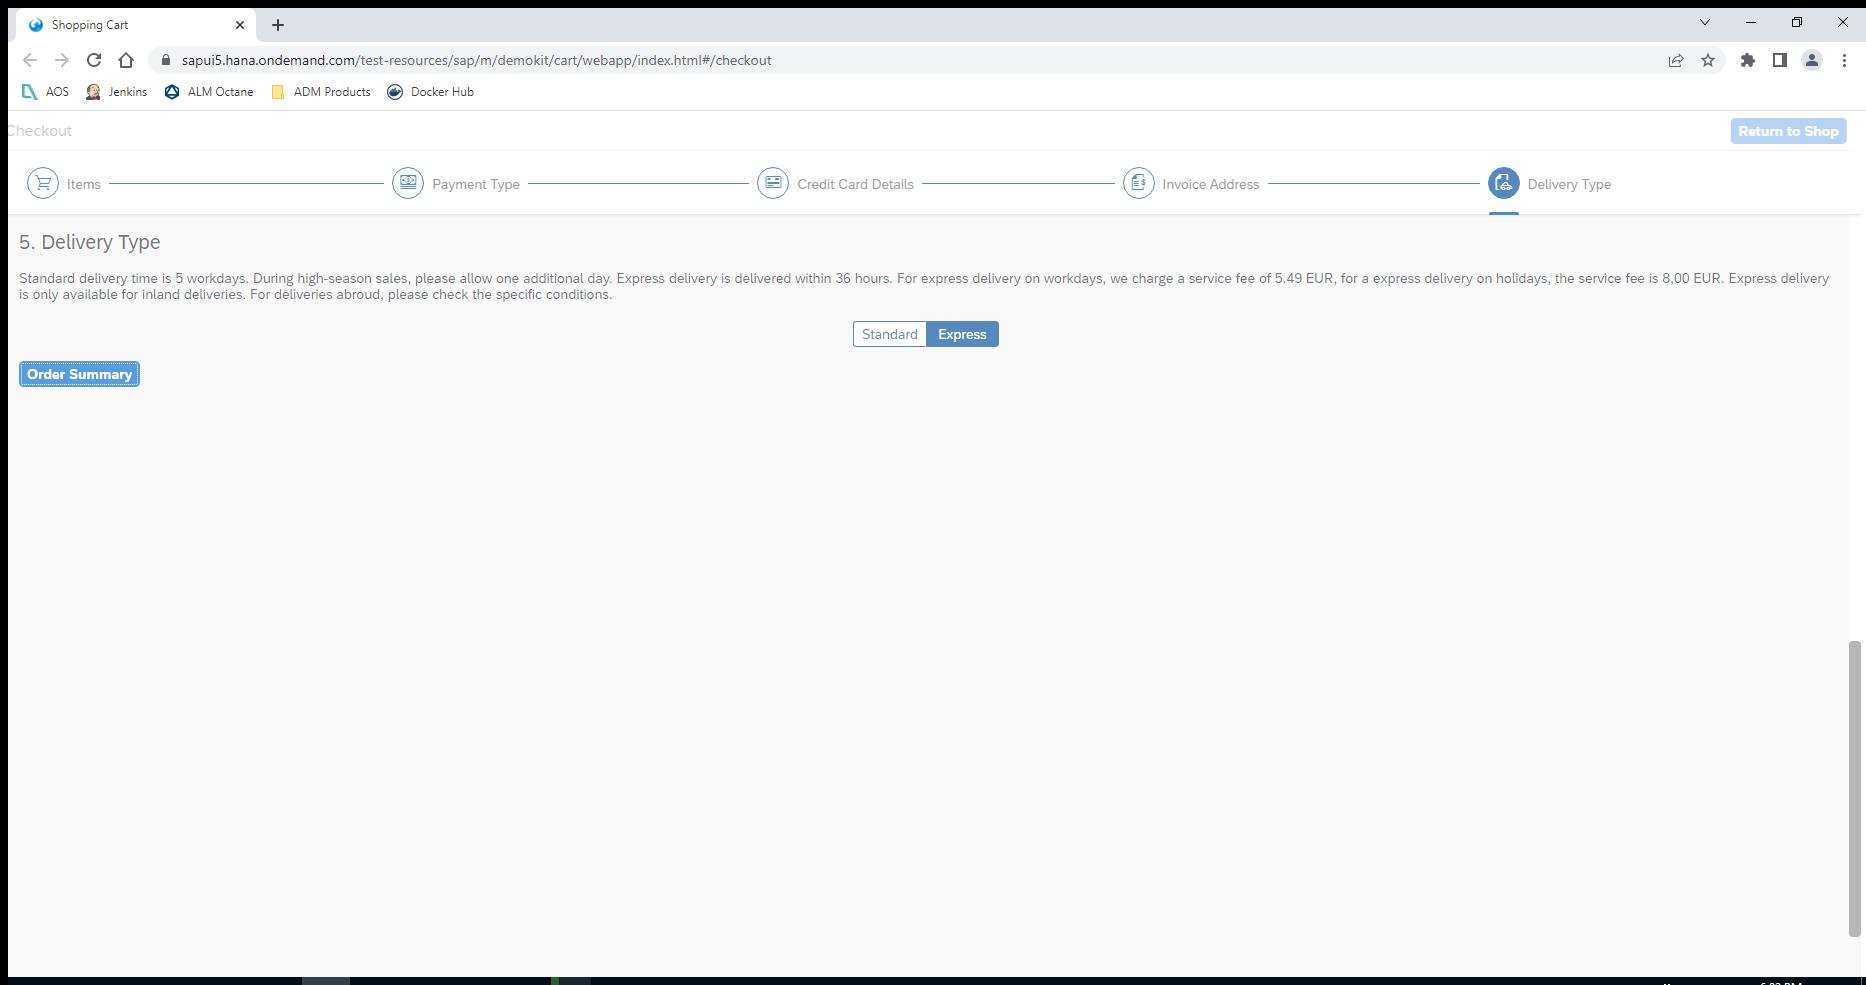 Shopping Cart
sapui5.hana.ondemand.com/test-resources/sap/m/demokit/cart/webapp/index.html#/checkout
AOS Jenkins ALM Octane ADM Products Docker Hub
Checkout Return to Shop
Items Payment Type Credit Card Details Invoice Address Delivery Type
5. Delivery Type
Standard delivery time is 5 workdays. During high-season sales, please allow one additional day. Express delivery is delivered within 36 hours. For express delivery on workdays, we charge a service fee of 5.49 EUR, for a express delivery on holidays, the service fee is 8,00 EUR. Express delivery
is only available for inland deliveries. For deliveries abroud, please check the specific conditions.
Standard Express
Order Summary